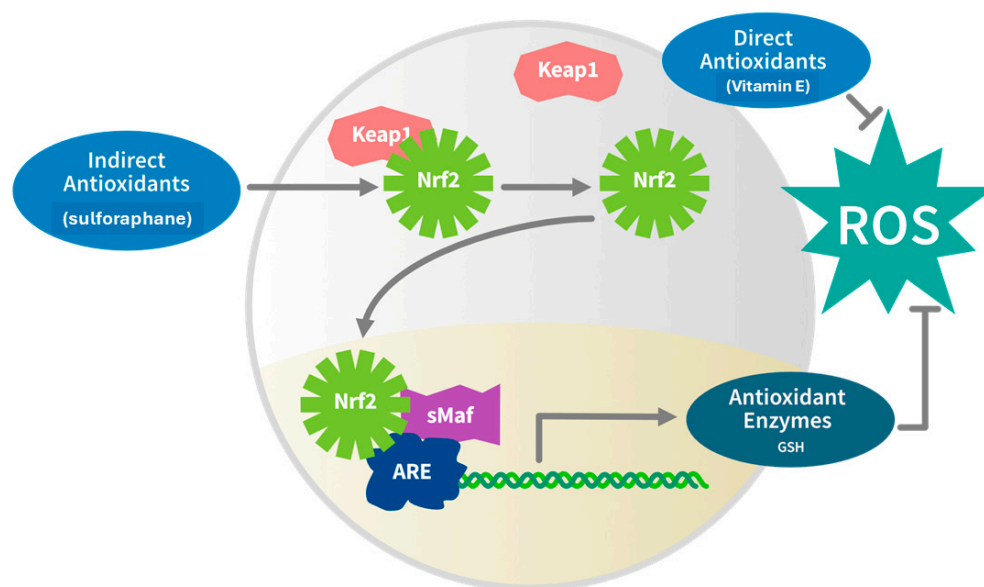 Direct
Antioxidants
(Vitamin E)
Keap1
Keap1
Indirect
Antioxidants
(sulforaphane)
Nrf2
Nrf2
ROS
Nrf2
sMaf
ARE
Antioxidant
Enzymes
GSH